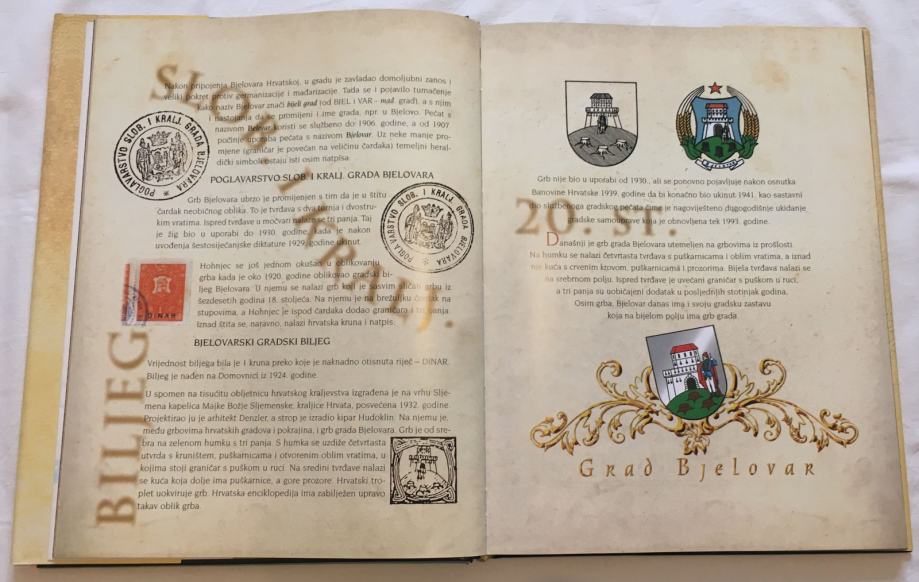 Nakon pripojenja Bjelovara Hrvatskoj, u gradu je zavladao domoljubni zanos i
veliki pokret protiv germanizacije i mađarizacije. Tada se i pojavilo tumačenje
kako naziv Bjelovar znači bijeli grad (od BIEL i VAR - mađ. grad), a s njim
i nastojanja da se promijeni i ime grada, npr. u Bjelovo. Pečat s
nazivom Belovar koristi se službeno do 1906. godine, a od 1907
počinje uporaba pečata s nazivom Bjelovar. Uz neke manje pro-
mjene (graničar je povećan na veličinu čardaka) temeljni heral-
dički simboli ostaju isti osim natpisa.
POGLAVARSTVO SLOB. I KRALJ. GRADA BJELOVARA
POGLAVARSTVO SLOB. I KRALJ. GRADA BJELOVARA
Grb Bjelovara ubrzo je promijenjen s tim da je u štitu
čardak neobičnog oblika. To je tvrđava s dva tornja i dvostru-
kim vratima. Ispred tvrđave u močvari nalaze se tri panja. Taj
je žig bio u uporabi do 1930. godine, kada je nakon
uvođenja šestosiječanjske diktature 1929. godine ukinut.
POGLAVARSTVO SLOB. I KRALJ. GRADA BJELOVARA
Hohnjec se još jednom okušao u oblikovanju
grba kada je oko 1920. godine oblikovao gradski bi-
ljeg Bjelovara. U njemu se nalazi grb koji je sasvim sličan grbu iz
šezdesetih godina 18. stoljeća. Na njemu je na brežuljku čardak na
stupovima, a Hohnjec je ispod čardaka dodao graničara i tri panja.
Iznad štita se, naravno, nalazi hrvatska kruna i natpis:
DINAR
BJELOVARSKI GRADSKI BILJEG
Vrijednost biljega bila je i kruna preko koje je naknadno otisnuta riječ – DINAR.
Biljeg je nađen na Domovnici iz 1924. godine.
U spomen na tisućitu obljetnicu hrvatskog kraljevstva izgrađena je na vrhu Slje-
mena kapelica Majke Božje Sljemenske, kraljice Hrvata, posvećena 1932. godine.
Projektirao ju je arhitekt Denzler, a strop je izradio kipar Hudoklin. Na njemu je,
među grbovima hrvatskih gradova i pokrajina, i grb grada Bjelovara. Grb je od sre-
bra na zelenom humku s tri panja. S humka se uzdiže četvrtasta
utvrda s kruništem, puškarnicama i otvorenim oblim vratima, u
kojima stoji graničar s puškom u ruci. Na sredini tvrđave nalazi
se kuća koja dolje ima puškarnice, a gore prozore. Hrvatski tro-
plet uokviruje grb. Hrvatska enciklopedija ima zabilježen upravo
takav oblik grba.
SLOB. I KRALJ.
BILJEG
BJELOVAR
Grb nije bio u uporabi od 1930., ali se ponovno pojavljuje nakon osnutka
Banovine Hrvatske 1939. godine da bi konačno bio ukinut 1941. kao sastavni
dio službenoga gradskog pečata čime je nagoviješteno dugogodišnje ukidanje
gradske samouprave koja je obnovljena tek 1993. godine.
20. ST.
Današnji je grb grada Bjelovara utemeljen na grbovima iz prošlosti.
Na humku se nalazi četvrtasta tvrđava s puškarnicama i oblim vratima, a iznad
nje kuća s crvenim krovom, puškarnicama i prozorima. Bijela tvrđava nalazi se
na srebrnom polju. Ispred tvrđave je uvećani graničar s puškom u ruci,
a tri panja su uobičajeni dodatak u posljednjih stotinjak godina.
Osim grba, Bjelovar danas ima i svoju gradsku zastavu
koja na bijelom polju ima grb grada.
Grad Bjelovar